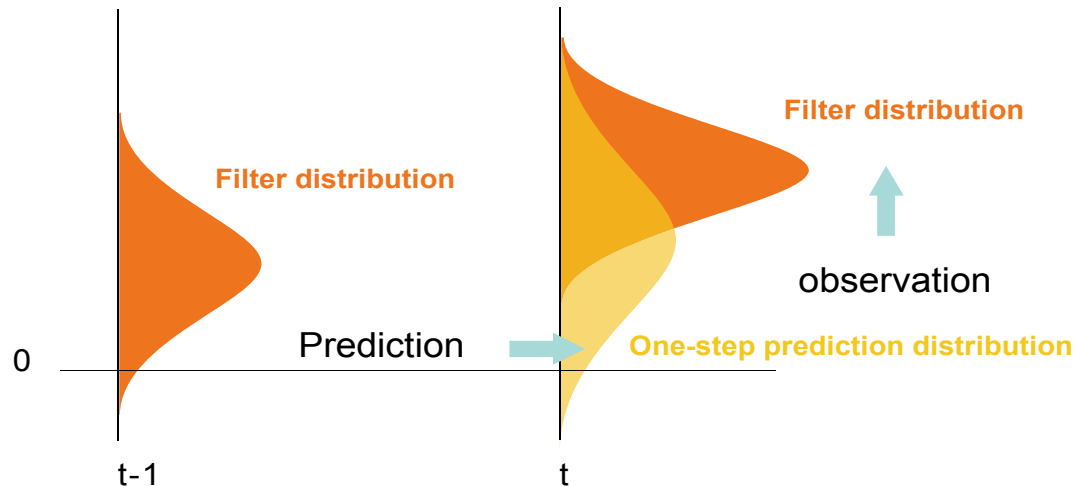 Filter distribution
Filter distribution
observation
Prediction
One-step prediction distribution
0
t-1
t